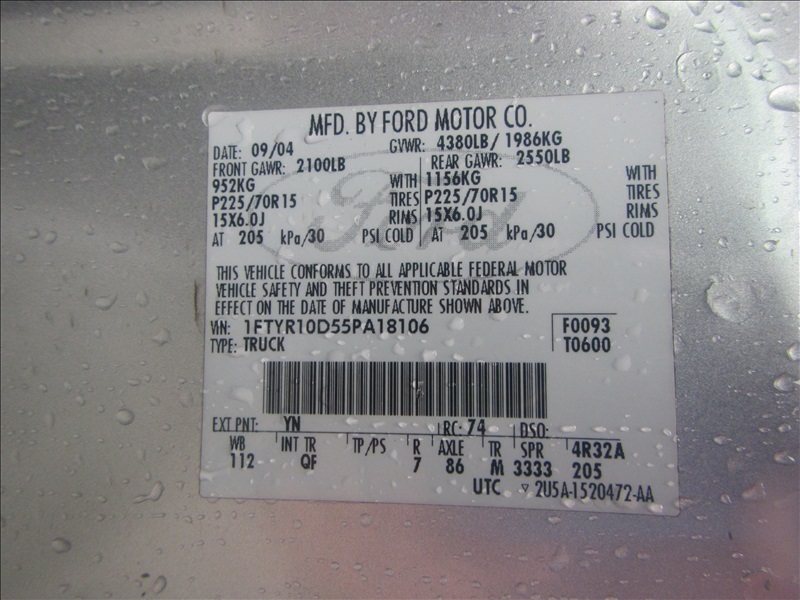 MFD. BY FORD MOTOR CO.
DATE: 09/04 GVWR: 4380LB/ 1986KG
FRONT GAWR: 2100LB REAR GAWR: 2550LB
952KG WITH 1156KG WITH
P225/70R15 TIRES P225/70R15 TIRES
15X6.0J RIMS 15X6.0J RIMS
AT 205 kPa/30 PSI COLD AT 205 kPa/30 PSI COLD
Ford
THIS VEHICLE CONFORMS TO ALL APPLICABLE FEDERAL MOTOR
VEHICLE SAFETY AND THEFT PREVENTION STANDARDS IN
EFFECT ON THE DATE OF MANUFACTURE SHOWN ABOVE.
VIN: 1FTYR10D55PA18106 F0093
TYPE: TRUCK T0600
EXT PNT: YN RC: 74 DSO:
WB INT TR TP/PS R AXLE TR SPR 4R32A
112 QF 7 86 M 3333 205
UTC ▽ 2U5A-1520472-AA